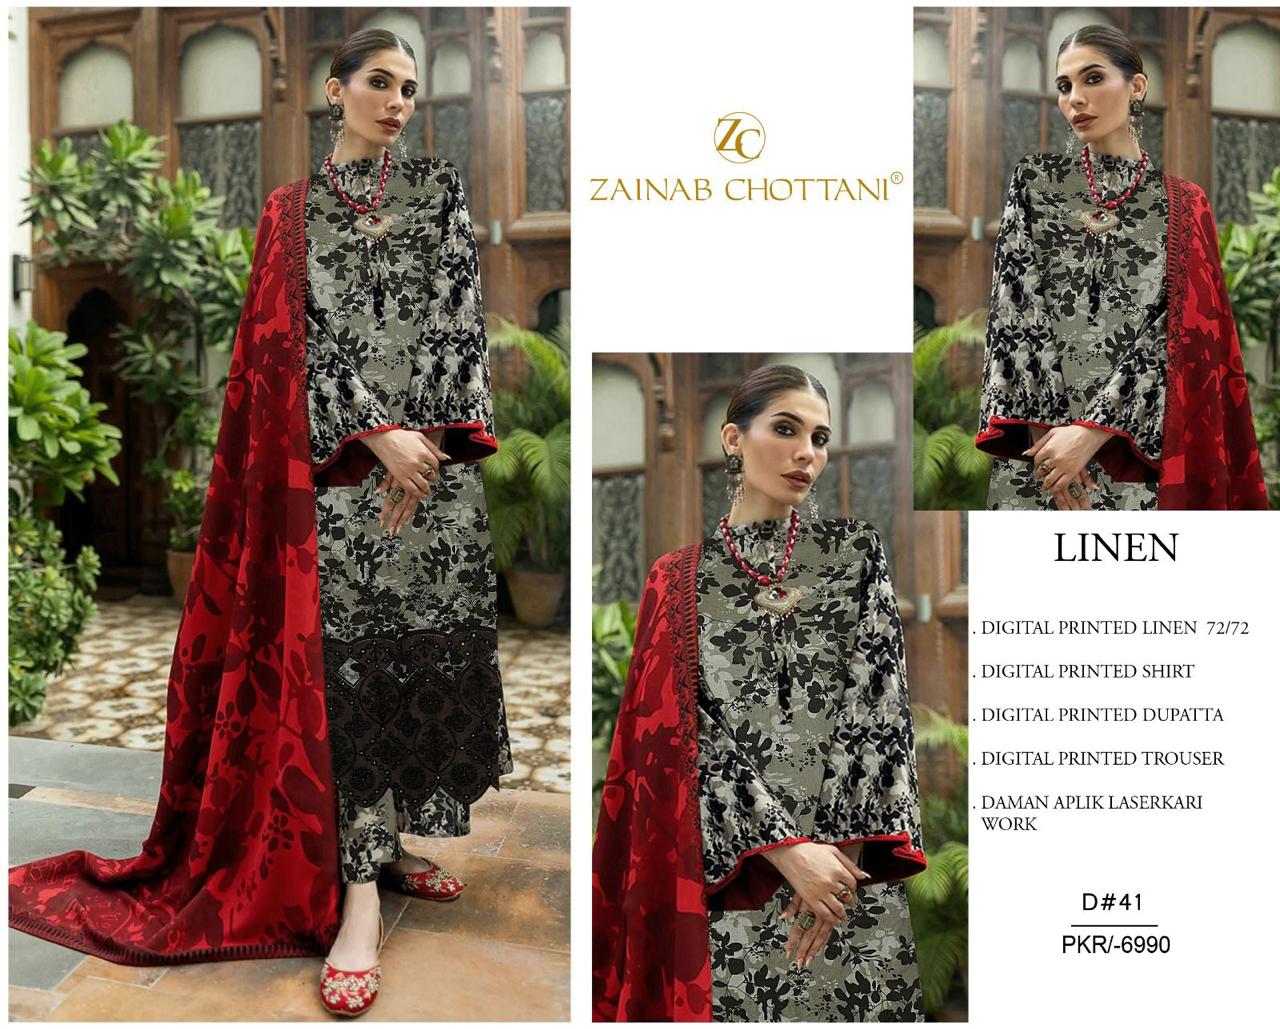 ZC
ZAINAB CHOTTANI®
LINEN
. DIGITAL PRINTED LINEN 72/72
. DIGITAL PRINTED SHIRT
. DIGITAL PRINTED DUPATTA
. DIGITAL PRINTED TROUSER
. DAMAN APLIK LASERKARI
WORK
D#41
PKR/-6990